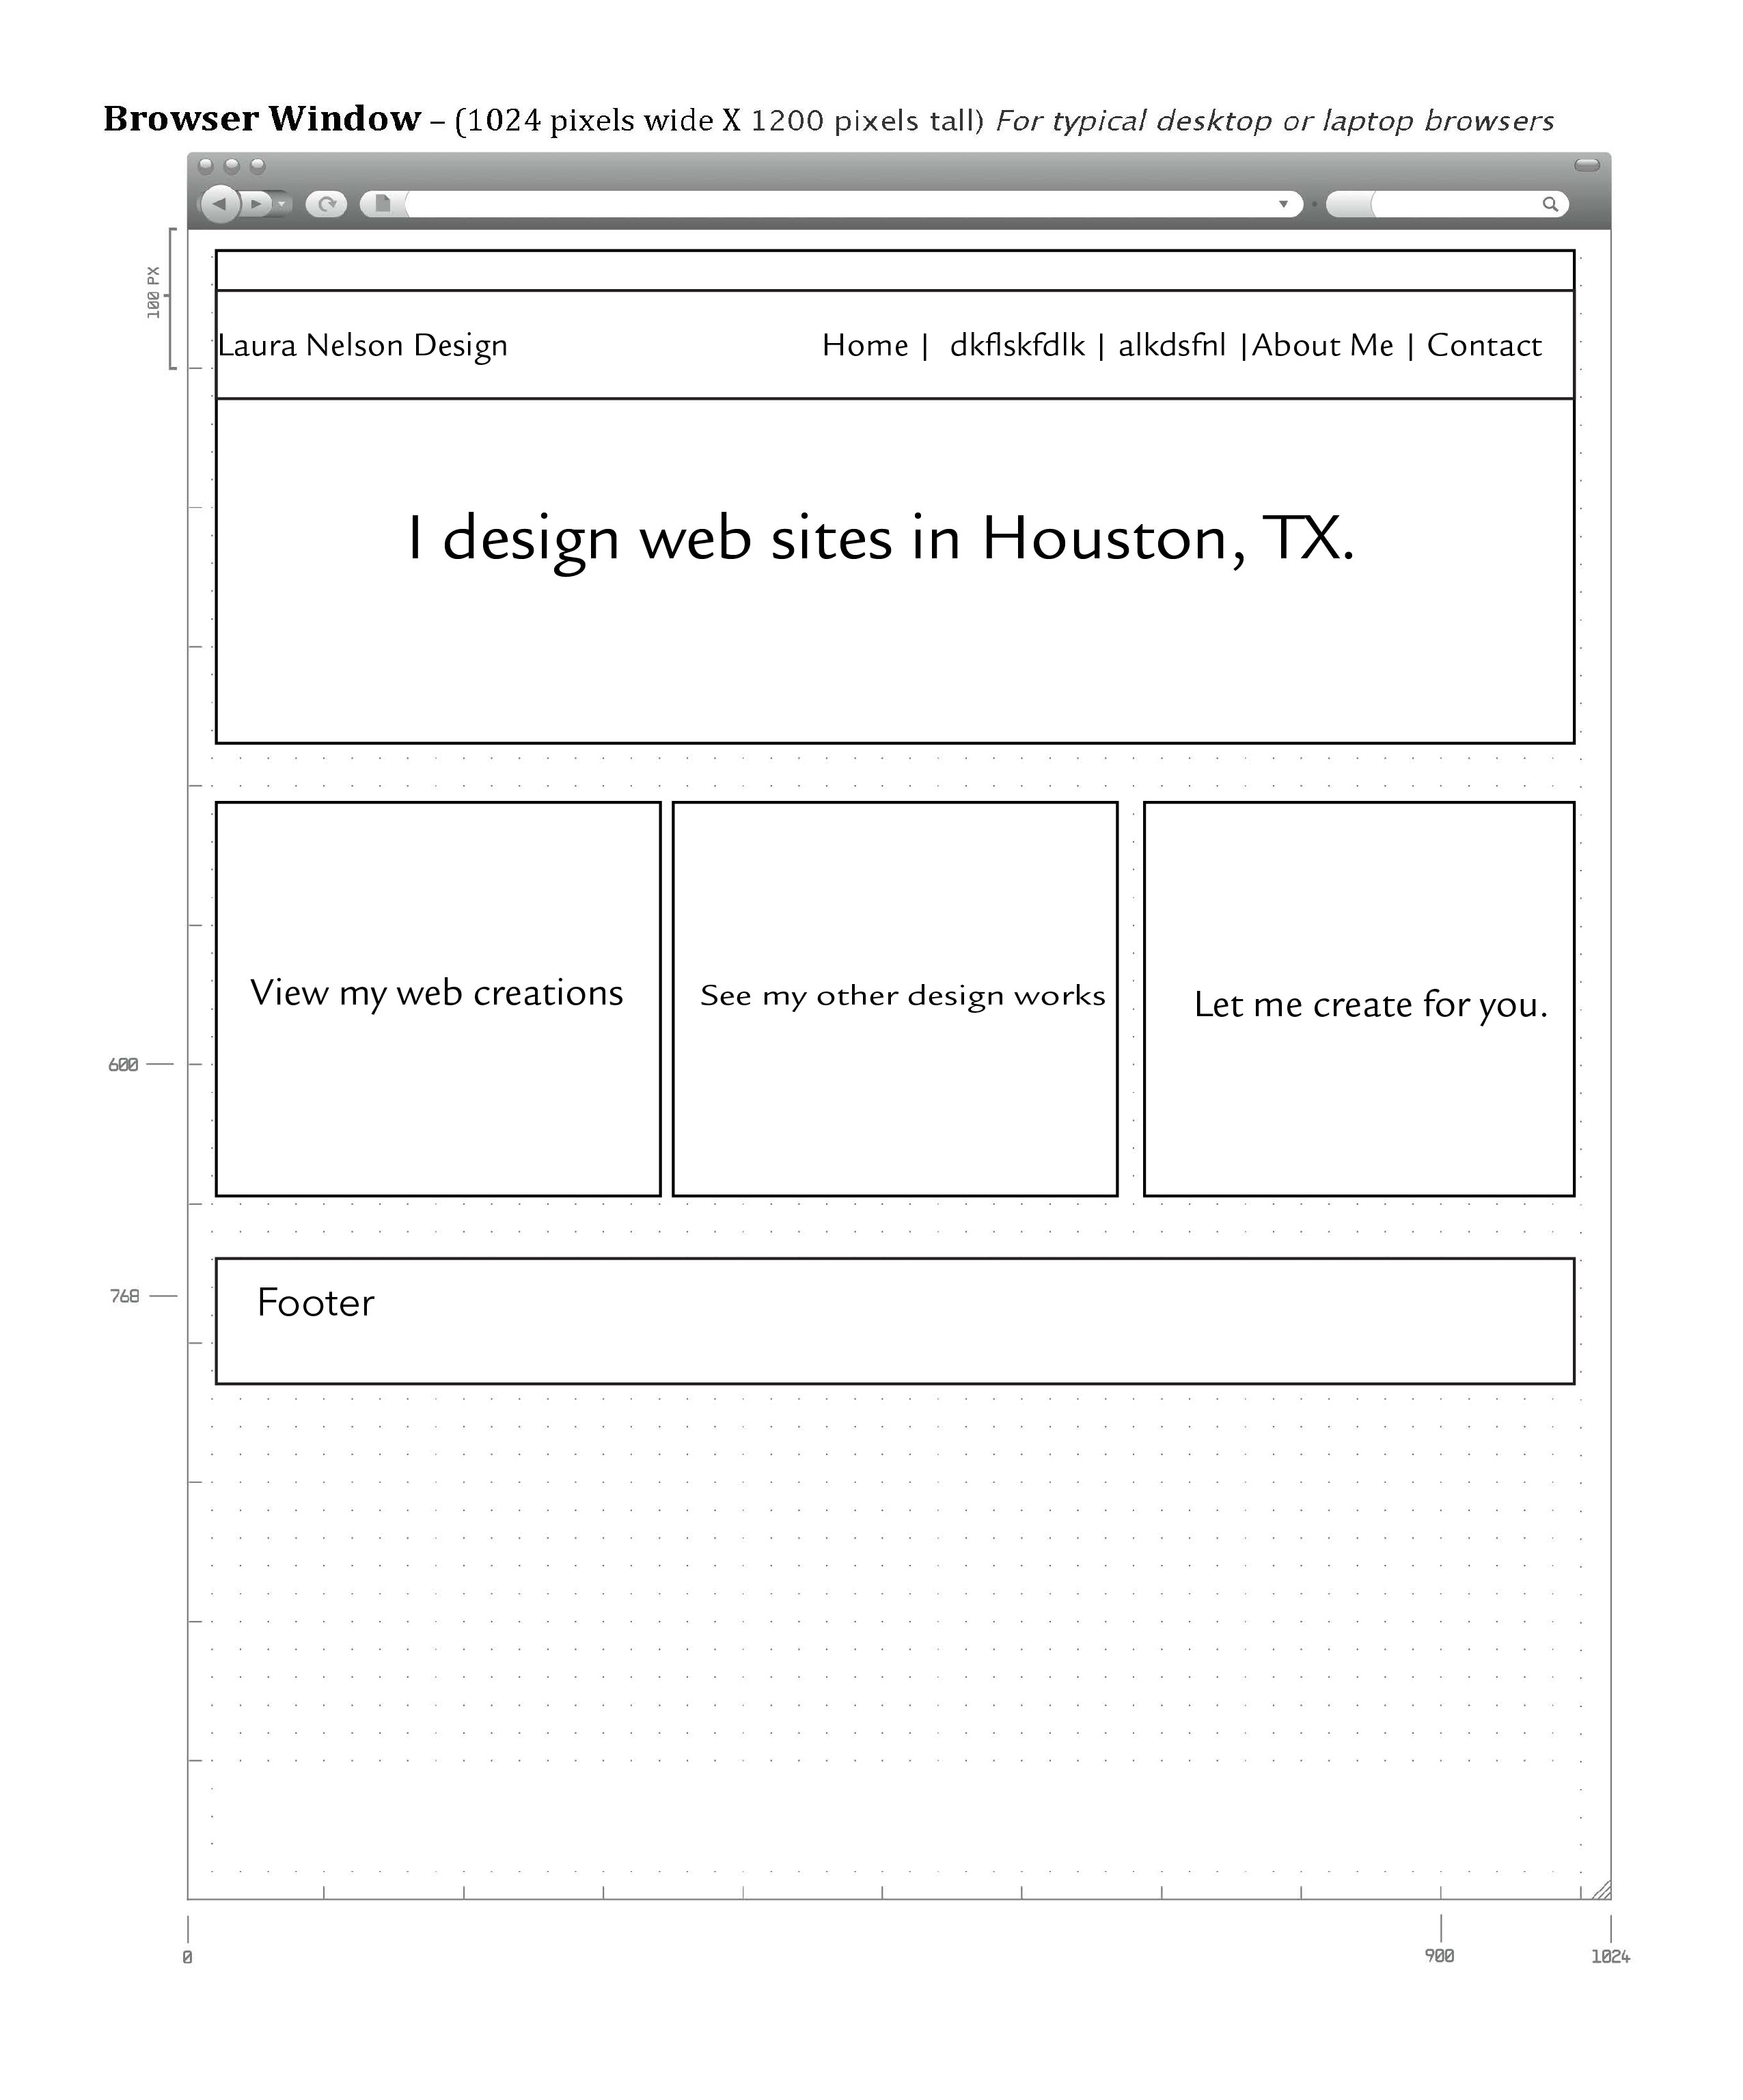 Browser Window – (1024 pixels wide X 1200 pixels tall) For typical desktop or laptop browsers
100 PX
Laura Nelson Design Home | dkflskfdlk | alkdsfnl |About Me | Contact
I design web sites in Houston, TX.
View my web creations
See my other design works
Let me create for you.
600
Footer
768
0 900 1024